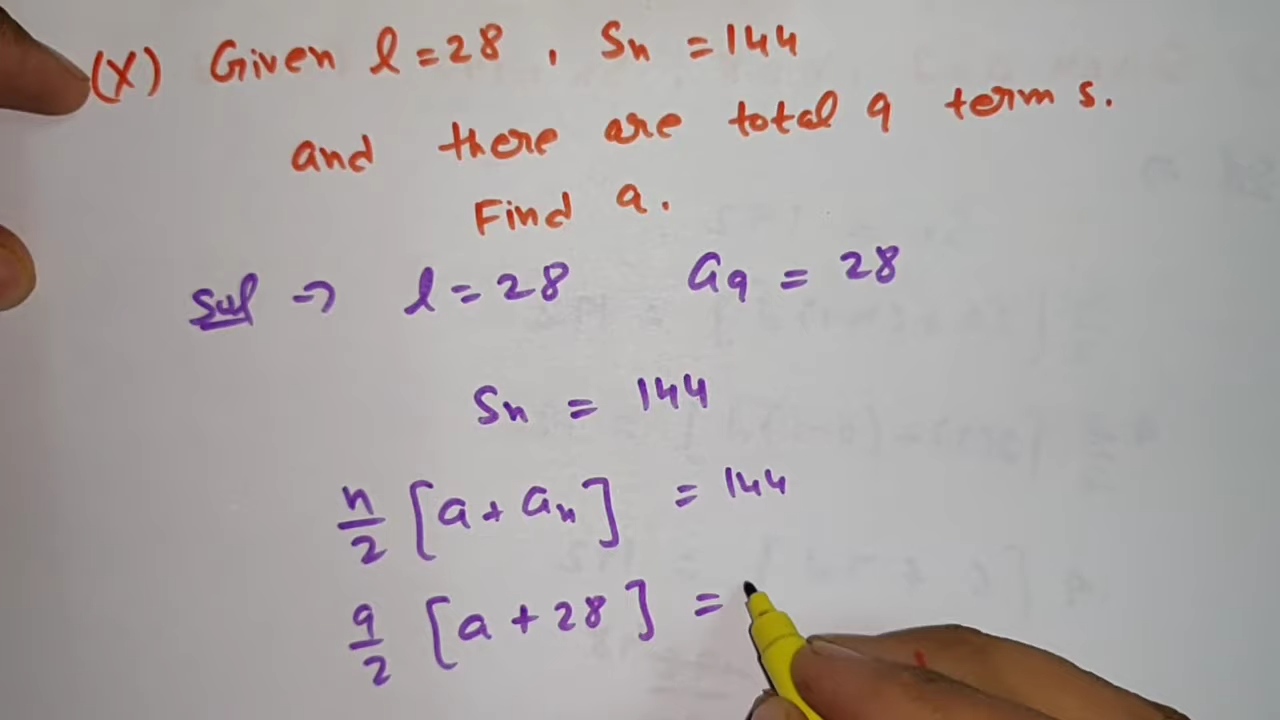 (X) Given l = 28 , Sn = 144
and there are total 9 terms.
Find a.
Sol → l = 28 a9 = 28
Sn = 144
n/2 [a + an] = 144
9/2 [a + 28] =